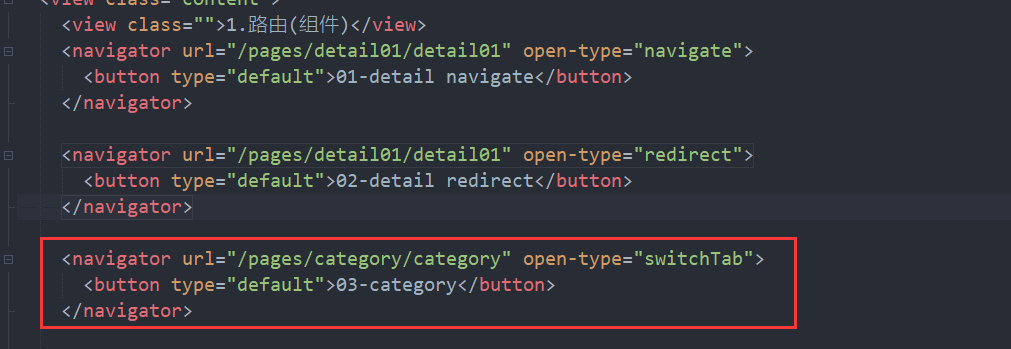 <view class="content">
<view class="">1.路由(组件)</view>
<navigator url="/pages/detail01/detail01" open-type="navigate">
<button type="default">01-detail navigate</button>
</navigator>
<navigator url="/pages/detail01/detail01" open-type="redirect">
<button type="default">02-detail redirect</button>
</navigator>
<navigator url="/pages/category/category" open-type="switchTab">
<button type="default">03-category</button>
</navigator>